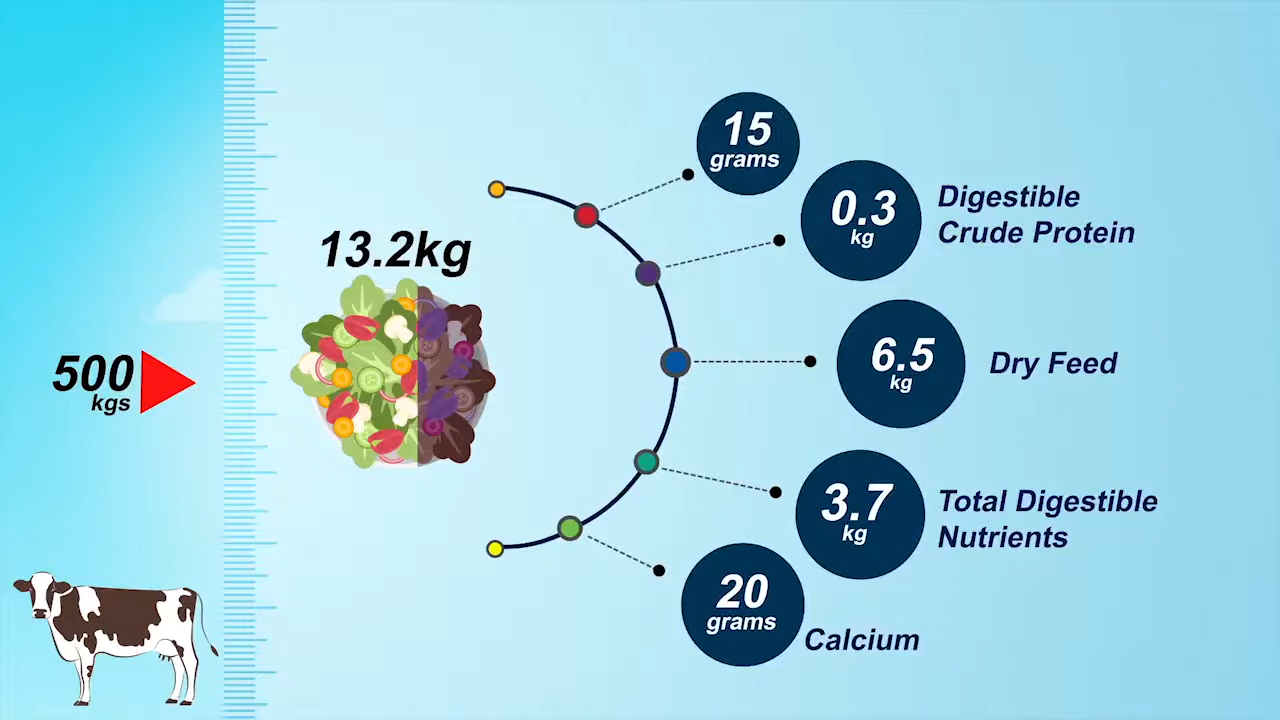 500
kgs
13.2kg
15
grams
0.3
kg
Digestible
Crude Protein
6.5
kg
Dry Feed
3.7
kg
Total Digestible
Nutrients
20
grams
Calcium